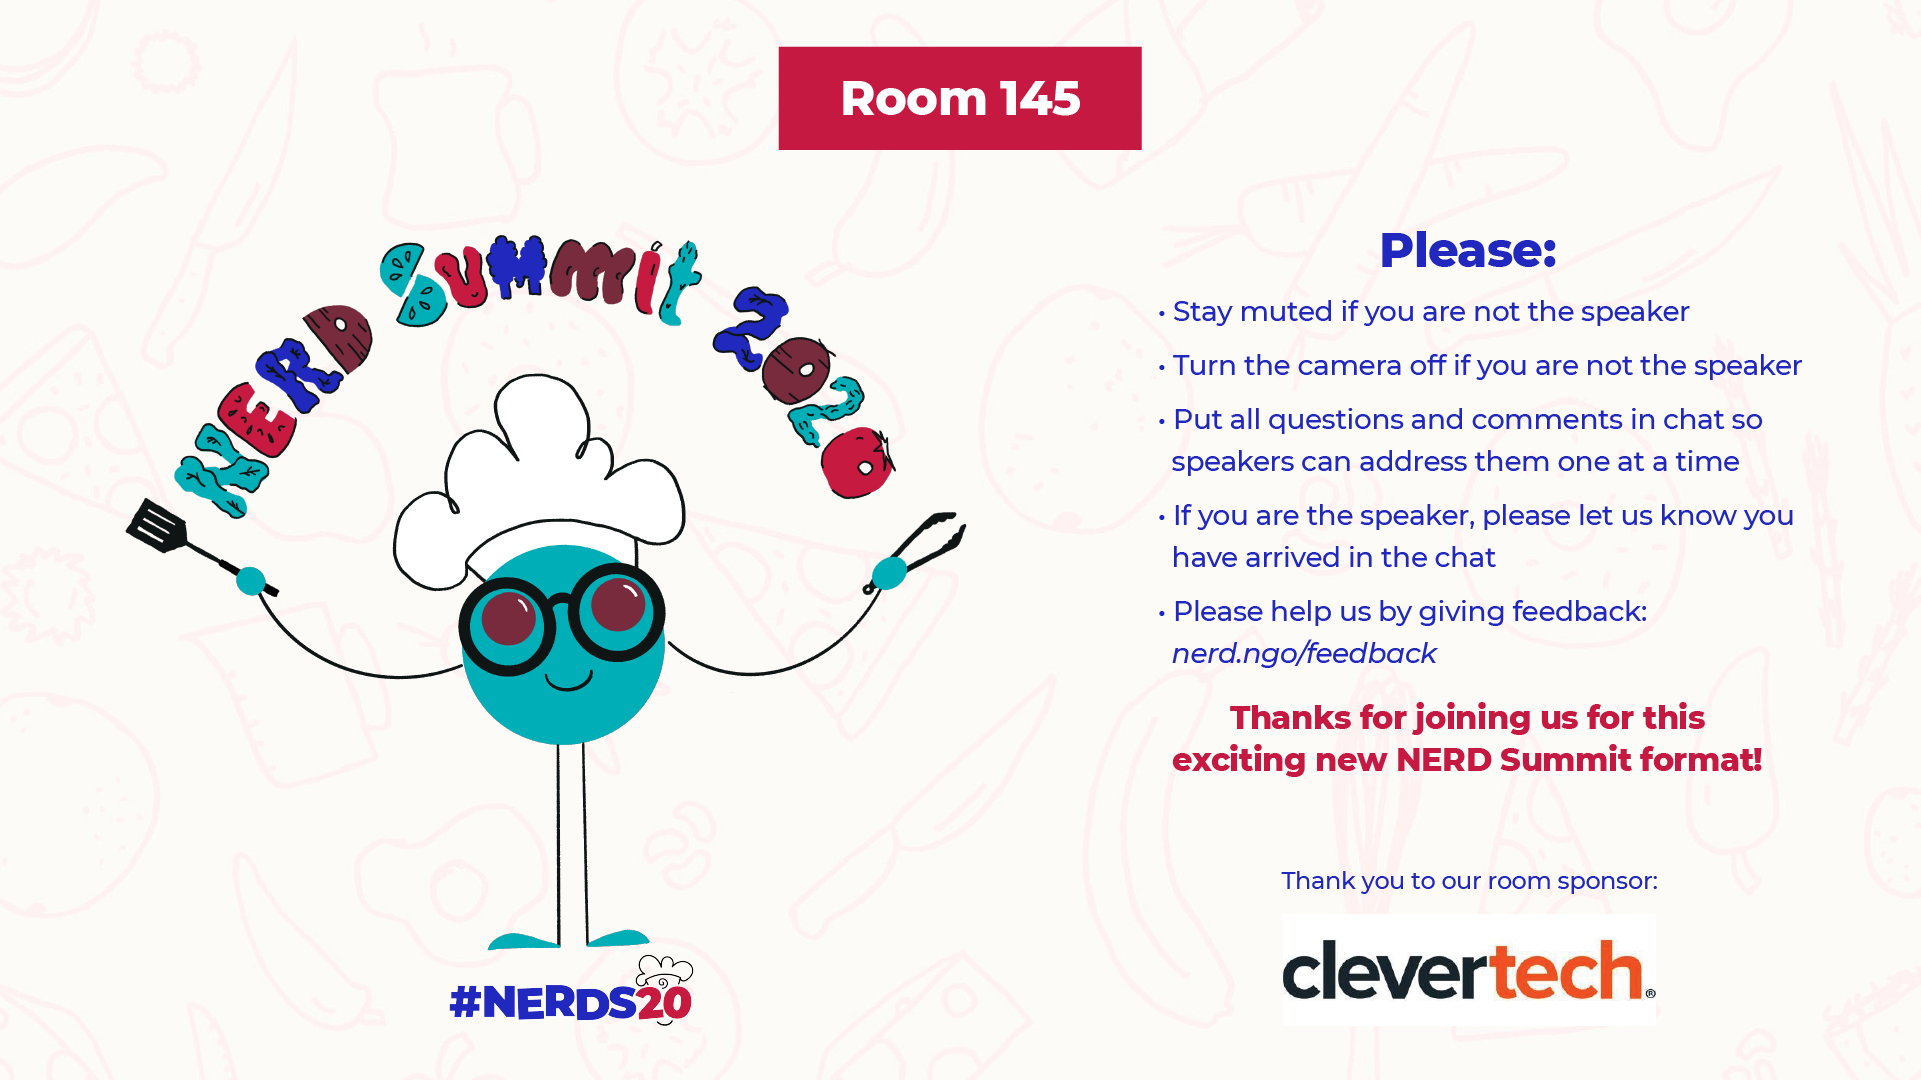 Room 145
NERD Summit 2020
Please:
• Stay muted if you are not the speaker
• Turn the camera off if you are not the speaker
• Put all questions and comments in chat so
speakers can address them one at a time
• If you are the speaker, please let us know you
have arrived in the chat
• Please help us by giving feedback:
nerd.ngo/feedback
Thanks for joining us for this
exciting new NERD Summit format!
Thank you to our room sponsor:
clevertech®
#NERDS20